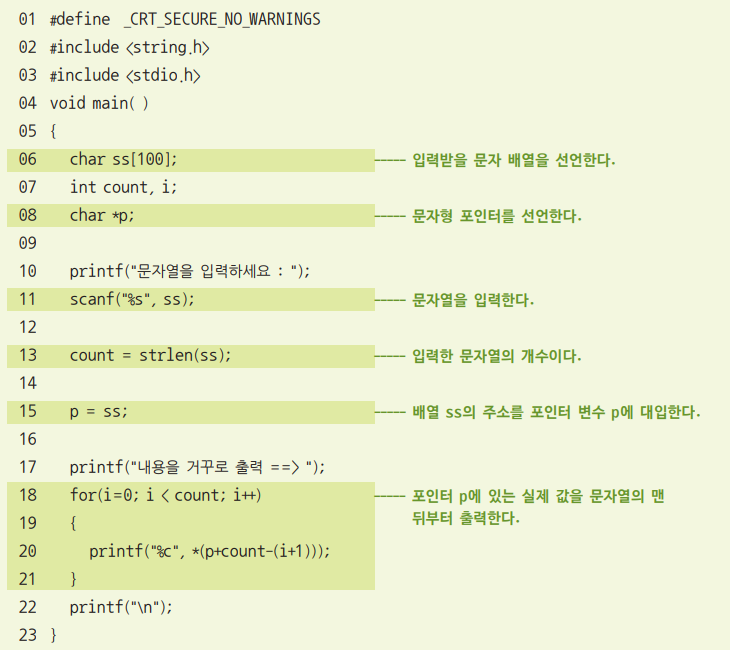 01 #define _CRT_SECURE_NO_WARNINGS
02 #include <string.h>
03 #include <stdio.h>
04 void main( )
05 {
06 char ss[100]; ----- 입력받을 문자 배열을 선언한다.
07 int count, i;
08 char *p; ----- 문자형 포인터를 선언한다.
09
10 printf("문자열을 입력하세요 : ");
11 scanf("%s", ss); ----- 문자열을 입력한다.
12
13 count = strlen(ss); ----- 입력한 문자열의 개수이다.
14
15 p = ss; ----- 배열 ss의 주소를 포인터 변수 p에 대입한다.
16
17 printf("내용을 거꾸로 출력 ==> ");
18 for(i=0; i < count; i++) ----- 포인터 p에 있는 실제 값을 문자열의 맨
19 { 뒤부터 출력한다.
20 printf("%c", *(p+count-(i+1)));
21 }
22 printf("\n");
23 }